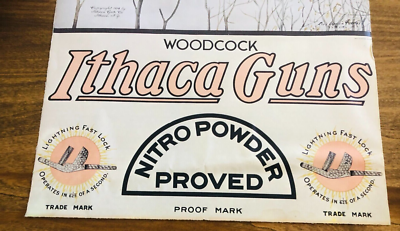 WOODCOCK
Ithaca Guns
LIGHTNING FAST LOCK
OPERATES IN 1/625 OF A SECOND.
TRADE MARK
NITRO POWDER
PROVED
PROOF MARK
LIGHTNING FAST LOCK
OPERATES IN 1/625 OF A SECOND.
TRADE MARK